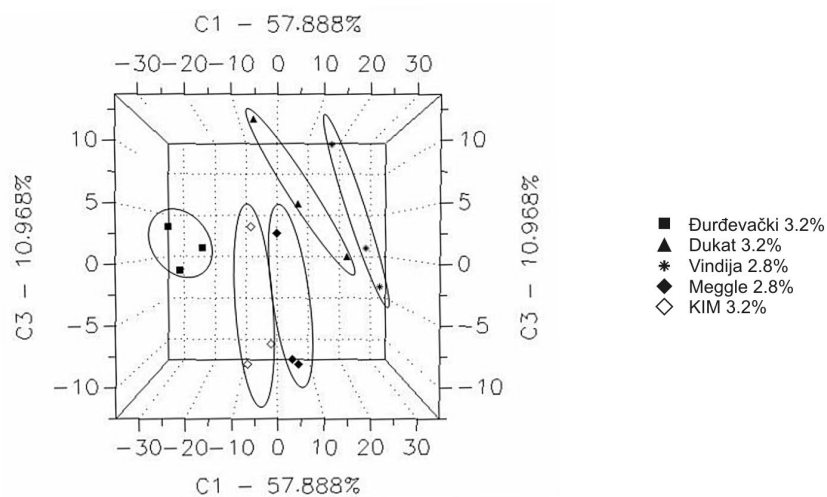 C1 - 57.888%
-30 -20 -10 0 10 20 30
10 10
5 5
0 0
-5 -5
-10 -10
C3 - 10.968%
C3 - 10.968%
-30 -20 -10 0 10 20 30
C1 - 57.888%
Đurđevački 3.2%
Dukat 3.2%
Vindija 2.8%
Meggle 2.8%
KIM 3.2%